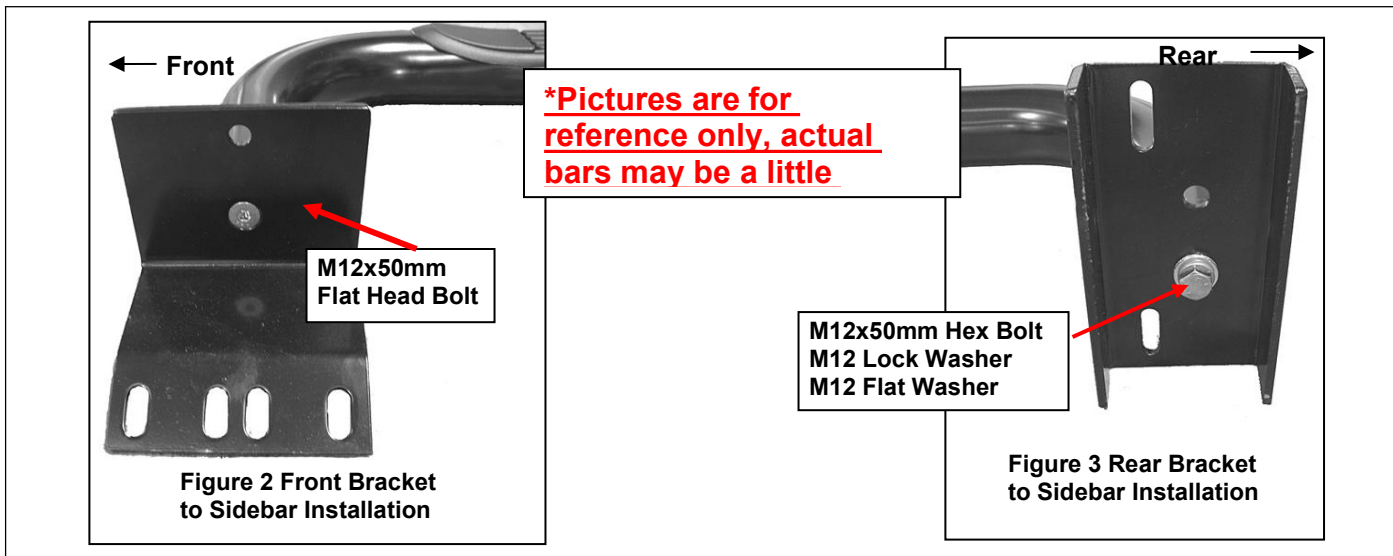 Front
M12x50mm
Flat Head Bolt
Figure 2 Front Bracket
to Sidebar Installation
*Pictures are for
reference only, actual
bars may be a little
Rear
M12x50mm Hex Bolt
M12 Lock Washer
M12 Flat Washer
Figure 3 Rear Bracket
to Sidebar Installation